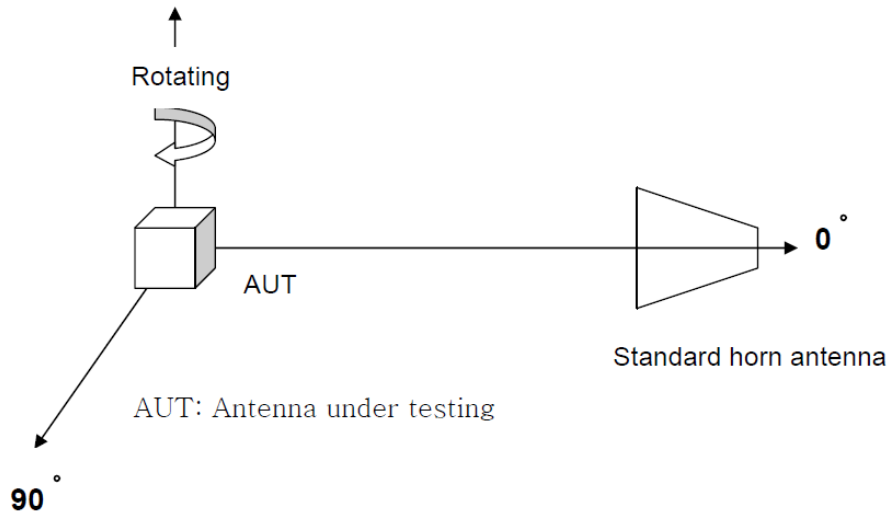 Rotating
0°
AUT
Standard horn antenna
AUT: Antenna under testing
90°